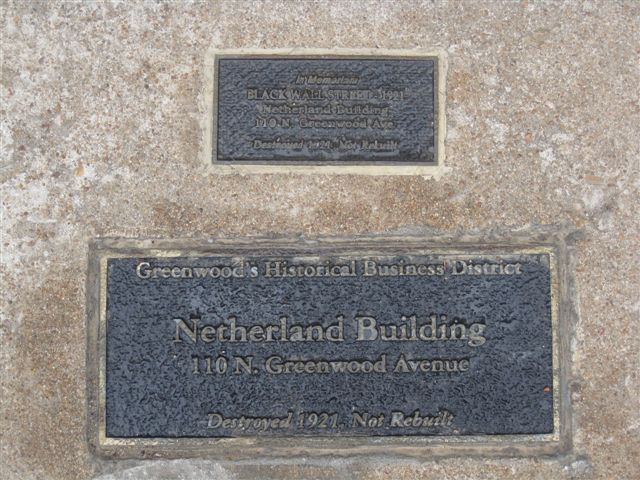 In Memoriam
BLACK WALL STREET 1921
Netherland Building
110 N. Greenwood Ave.
Destroyed 1921, Not Rebuilt
Greenwood's Historical Business District
Netherland Building
110 N. Greenwood Avenue
Destroyed 1921, Not Rebuilt